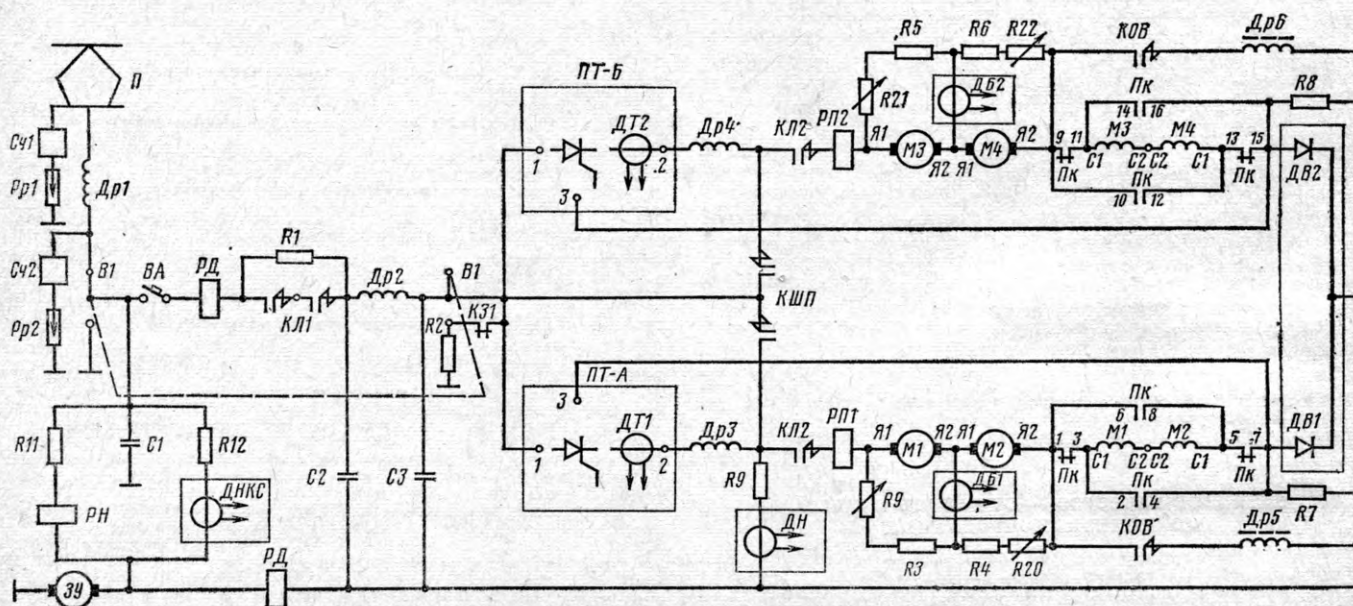 П
Сч1
Рр1
Др1
Сч2
Рр2
В1
ВА
РД
R1
КЛ1
Др2
В1
R2
КЗ1
R11
С1
R12
РН
ДНКС
С2
С3
ЗУ
РД
ПТ-Б
1
ДТ2
2
3
Др4
КЛ2
РП2
R5
R6
R22
R21
ДБ2
Я1
М3
Я2
Я1
М4
Я2
КОВ
Др6
Пк
14
16
R8
9
11
М3
М4
13
15
С1
С2
С2
С1
Пк
Пк
Пк
10
12
ДВ2
КШП
ПТ-А
3
ДТ1
1
2
Др3
КЛ2
РП1
R9
ДН
Я1
М1
Я2
Я1
М2
Я2
ДБ1
R9
R3
R4
R20
Пк
6
8
1
3
М1
М2
5
7
С1
С2
С2
С1
Пк
Пк
Пк
2
4
ДВ1
R7
КОВ
Др5